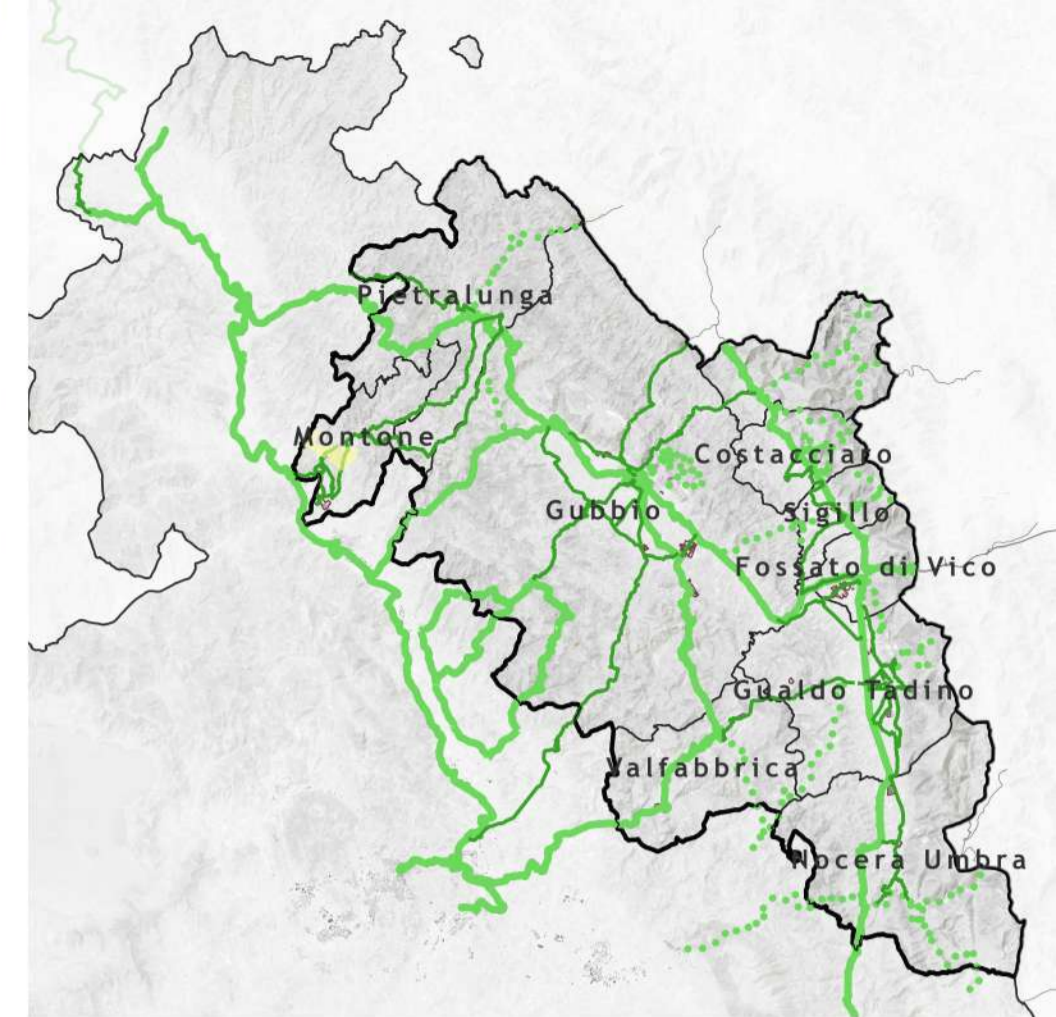 Pietralunga
Montone
Costacciaro
Gubbio
Sigillo
Fossato di Vico
Gualdo Tadino
Valfabbrica
Nocera Umbra